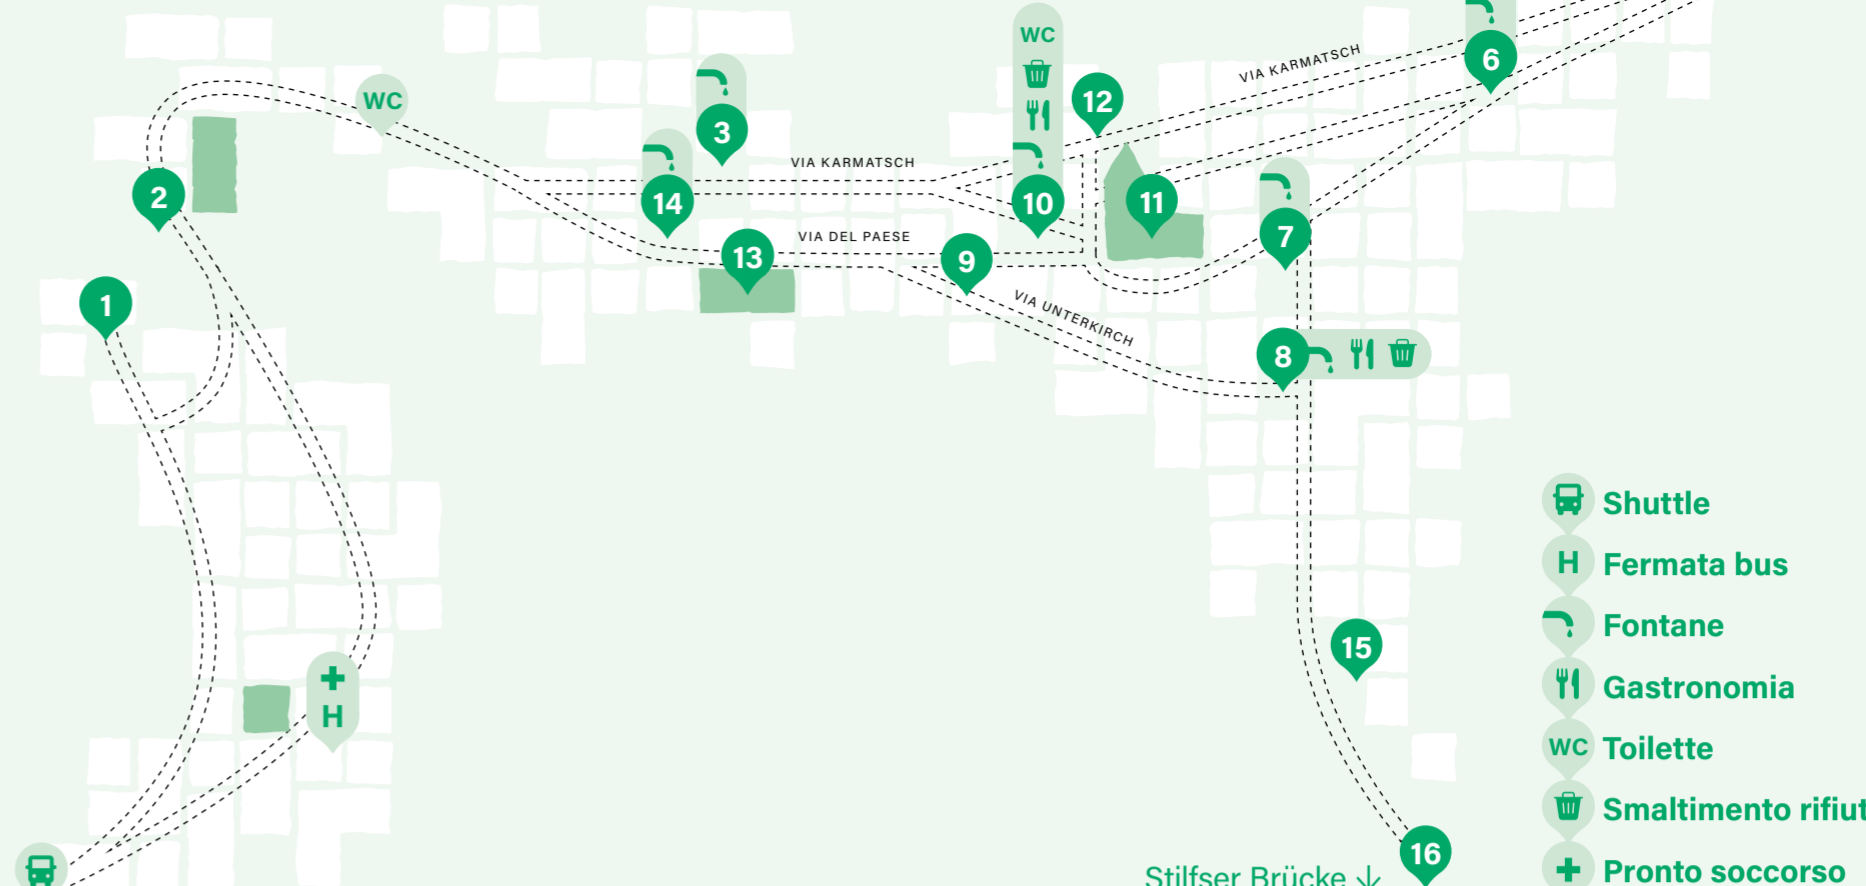 WC
VIA KARMATSCH
6
WC
12
3
VIA KARMATSCH
2
14
10
11
7
VIA DEL PAESE
13
9
1
VIA UNTERKIRCH
8
Shuttle
H Fermata bus
Fontane
15
Gastronomia
H
WC Toilette
Smaltimento rifiut
16
Stilfser Brücke ↓
Pronto soccorso